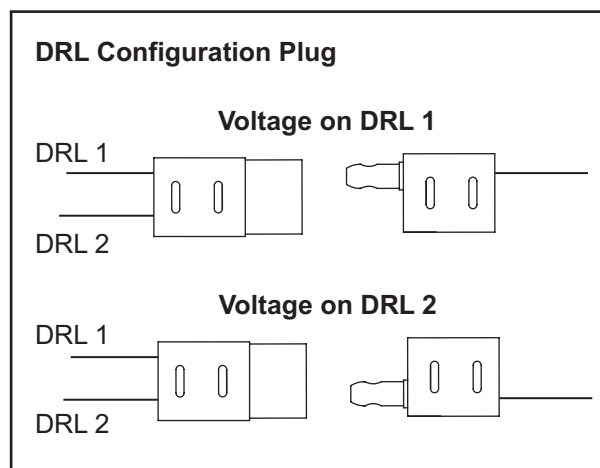 DRL Configuration Plug
Voltage on DRL 1
DRL 1
DRL 2
Voltage on DRL 2
DRL 1
DRL 2